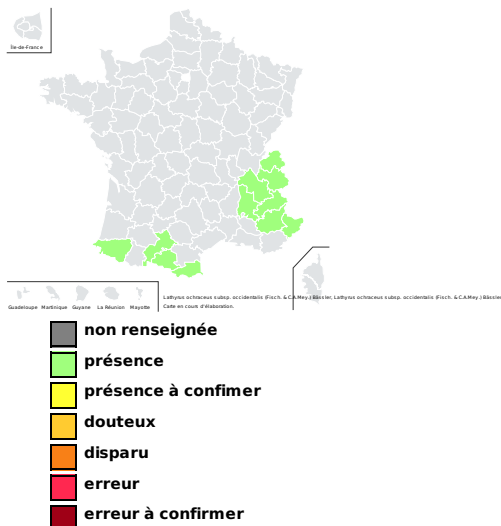 Île-de-France
Guadeloupe Martinique Guyane La Réunion Mayotte
Lathyrus ochraceus subsp. occidentalis (Fisch. & C.A.Mey.) Bässler, Lathyrus ochraceus subsp. occidentalis (Fisch. & C.A.Mey.) Bässler
Carte en cours d'élaboration.
non renseignée
présence
présence à confimer
douteux
disparu
erreur
erreur à confirmer